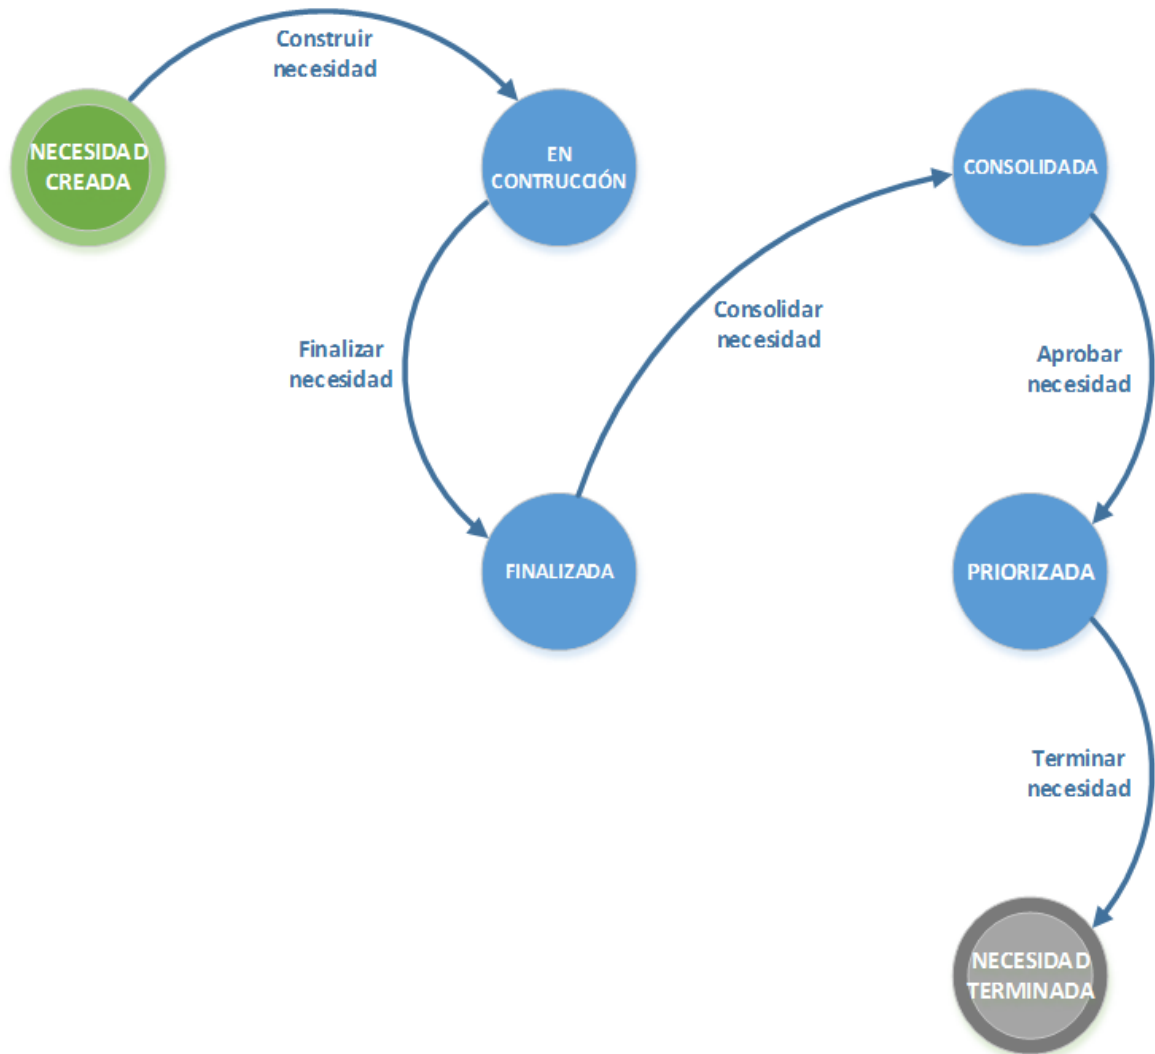 Construir
necesidad
NECESIDAD
CREADA
EN
CONTRUCCIÓN
CONSOLIDADA
Finalizar
necesidad
Consolidar
necesidad
Aprobar
necesidad
FINALIZADA
PRIORIZADA
Terminar
necesidad
NECESIDAD
TERMINADA